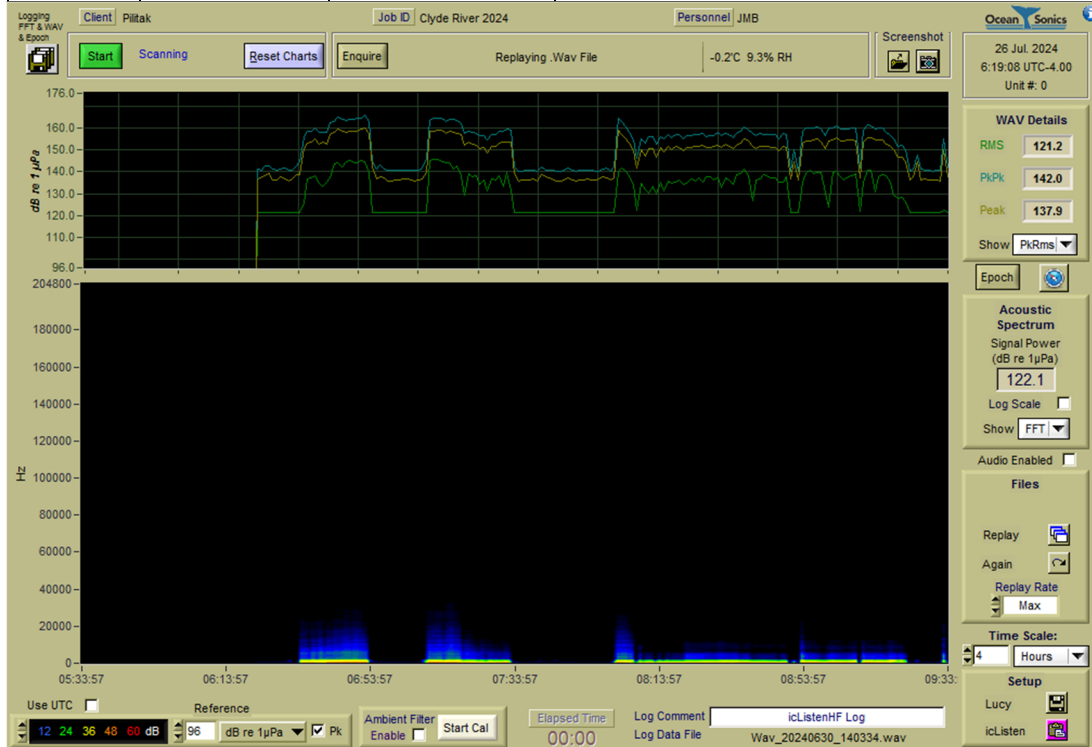 Logging
FFT & WAV
& Epoch
Client Pilitak
Job ID Clyde River 2024
Personnel JMB
Ocean Sonics
Start Scanning Reset Charts
Enquire Replaying .Wav File -0.2'C 9.3% RH
Screenshot
26 Jul. 2024
6:19:08 UTC-4.00
Unit #: 0
176.0
160.0
150.0
140.0
130.0
120.0
110.0
96.0
dB re 1 µPa
WAV Details
RMS 121.2
PkPk 142.0
Peak 137.9
Show PkRms
Epoch
204800
180000
160000
140000
120000
100000
80000
60000
40000
20000
0
Hz
05:33:57 06:13:57 06:53:57 07:33:57 08:13:57 08:53:57 09:33:
Acoustic
Spectrum
Signal Power
(dB re 1µPa)
122.1
Log Scale
Show FFT
Audio Enabled
Files
Replay
Again
Replay Rate
Max
Time Scale:
4 Hours
Setup
Lucy
icListen
Use UTC
Reference
12 24 36 48 60 dB 96 dB re 1µPa Pk
Ambient Filter
Enable Start Cal
Elapsed Time
00:00
Log Comment icListenHF Log
Log Data File Wav_20240630_140334.wav